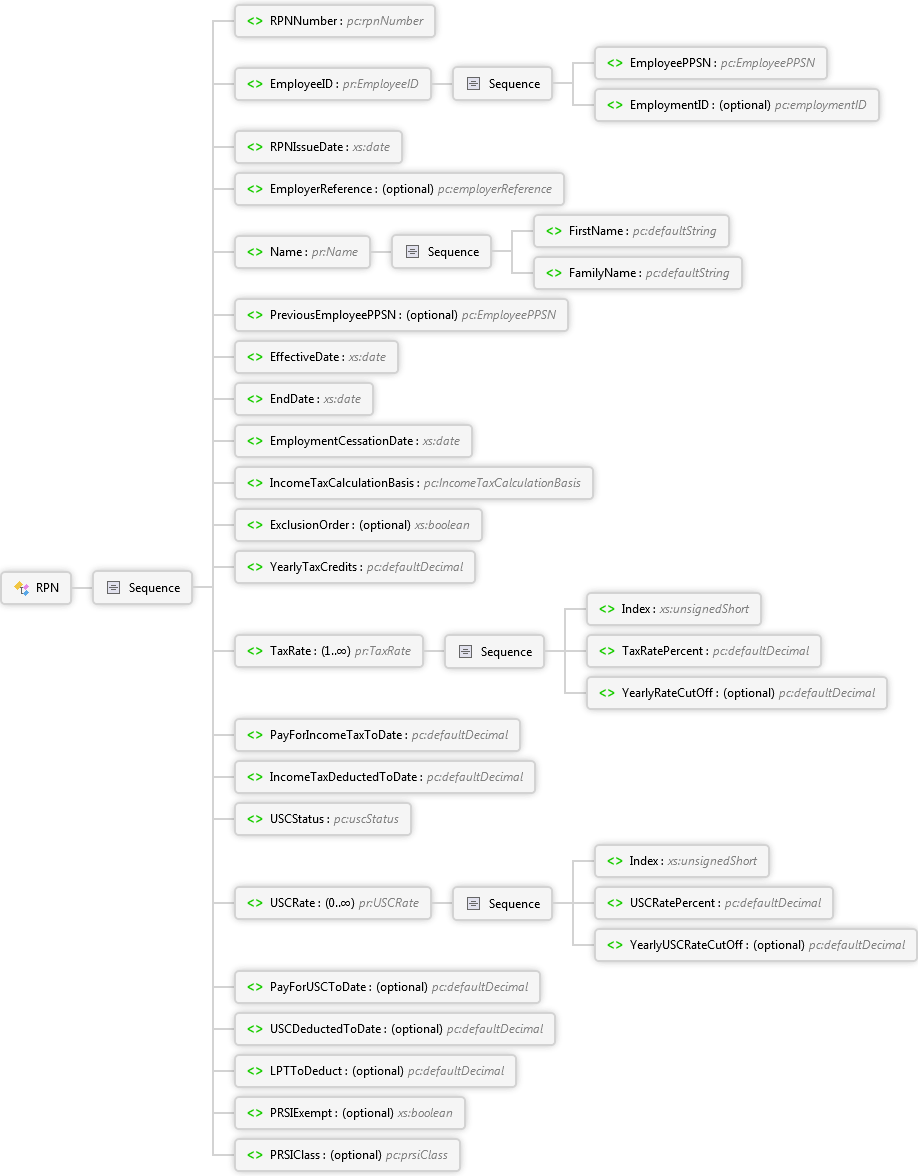 RPNNumber : pc:rpnNumber
EmployeeID : pr:EmployeeID
Sequence
EmployeePPSN : pc:EmployeePPSN
EmploymentID : (optional) pc:employmentID
RPNIssueDate : xs:date
EmployerReference : (optional) pc:employerReference
Name : pr:Name
Sequence
FirstName : pc:defaultString
FamilyName : pc:defaultString
PreviousEmployeePPSN : (optional) pc:EmployeePPSN
EffectiveDate : xs:date
EndDate : xs:date
EmploymentCessationDate : xs:date
IncomeTaxCalculationBasis : pc:IncomeTaxCalculationBasis
ExclusionOrder : (optional) xs:boolean
YearlyTaxCredits : pc:defaultDecimal
RPN
Sequence
TaxRate : (1..∞) pr:TaxRate
Sequence
Index : xs:unsignedShort
TaxRatePercent : pc:defaultDecimal
YearlyRateCutOff : (optional) pc:defaultDecimal
PayForIncomeTaxToDate : pc:defaultDecimal
IncomeTaxDeductedToDate : pc:defaultDecimal
USCStatus : pc:uscStatus
USCRate : (0..∞) pr:USCRate
Sequence
Index : xs:unsignedShort
USCRatePercent : pc:defaultDecimal
YearlyUSCRateCutOff : (optional) pc:defaultDecimal
PayForUSCToDate : (optional) pc:defaultDecimal
USCDeductedToDate : (optional) pc:defaultDecimal
LPTToDeduct : (optional) pc:defaultDecimal
PRSIExempt : (optional) xs:boolean
PRSIClass : (optional) pc:prsiClass